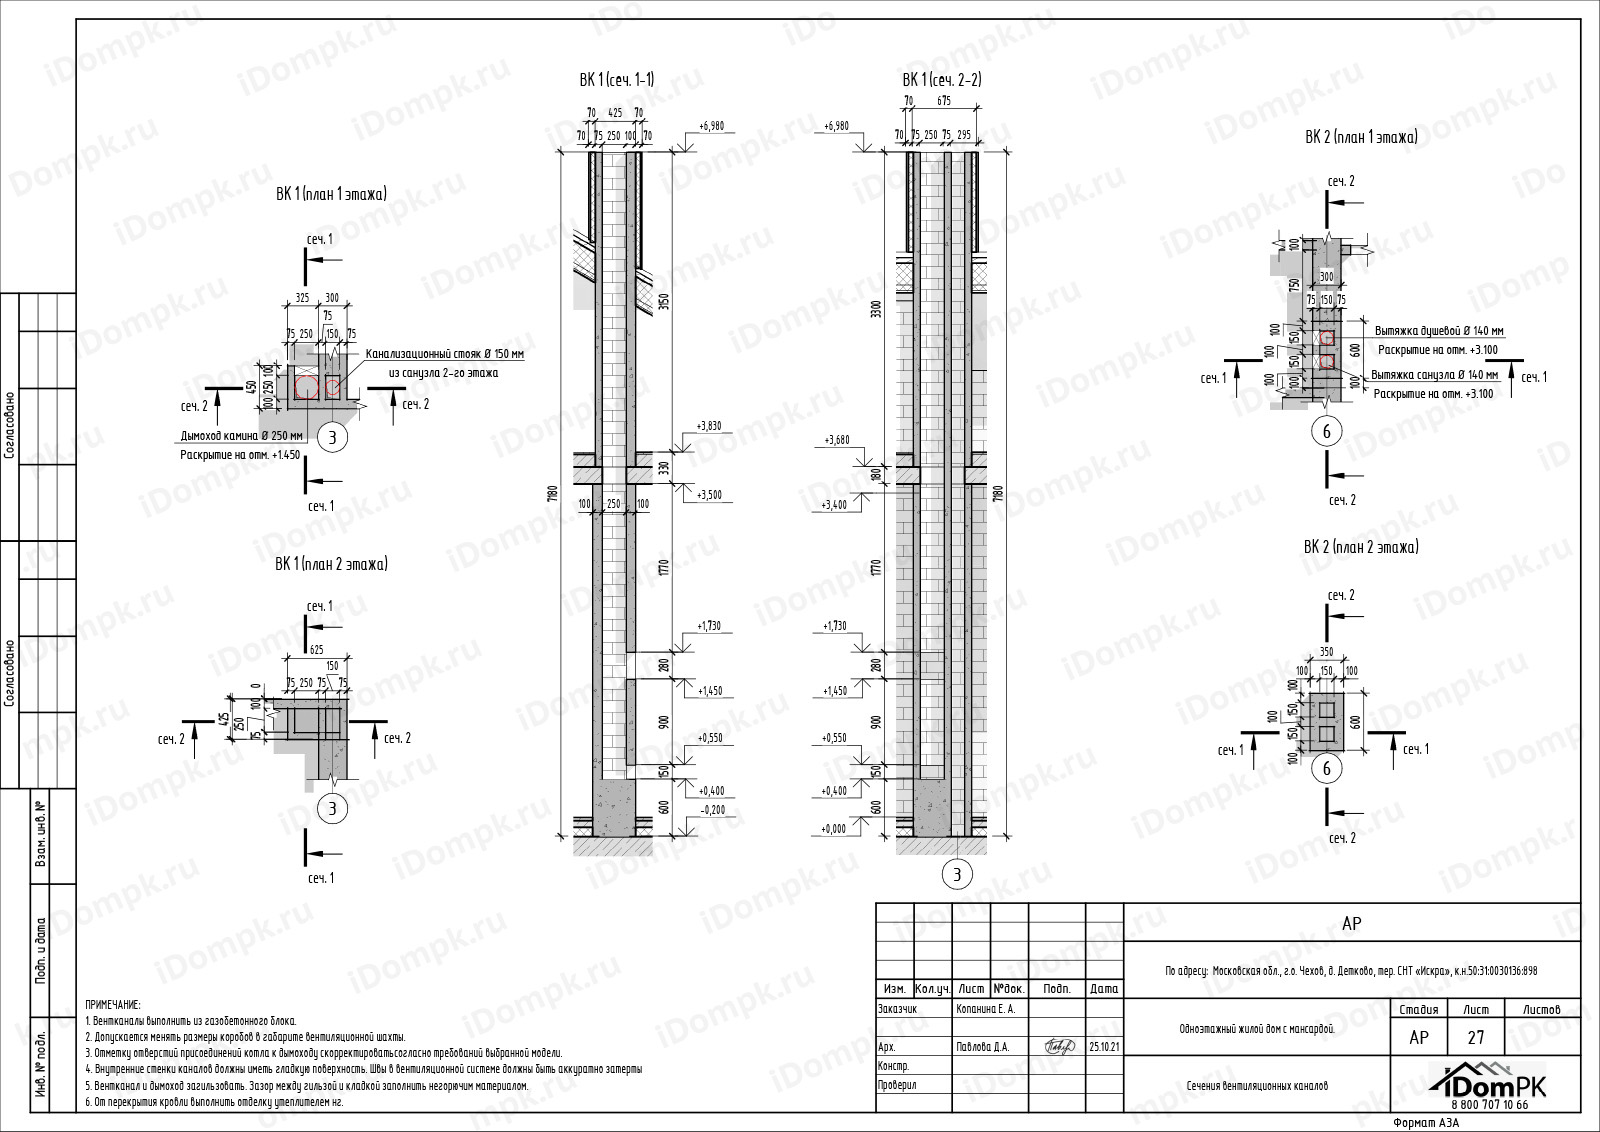 ВК 1 (план 1 этажа)
сеч. 1
325 300
75
75 250 150 75
450
100 250 100
Канализационный стояк Ø 150 мм
из санузла 2-го этажа
сеч. 2
сеч. 2
Дымоход камина Ø 250 мм
Раскрытие на отм. +1.450
3
сеч. 1
ВК 1 (план 2 этажа)
сеч. 1
625
150
75 250 75 75
0
425
100 250 75
сеч. 2
сеч. 2
3
сеч. 1
ВК 1 (сеч. 1-1)
70 425 70
70 75 250 100 70
+6,980
3150
7180
+3,830
330
+3,500
100 250 100
1770
+1,730
280
+1,450
900
+0,550
150
+0,400
600
-0,200
ВК 1 (сеч. 2-2)
70 675
70 75 250 75 295
+6,980
3300
+3,680
180
+3,400
7180
1770
+1,730
280
+1,450
900
+0,550
150
+0,400
600
+0,000
3
ВК 2 (план 1 этажа)
сеч. 2
100
750
300
75 150 75
100 150
100 150
100 100
600
100
Вытяжка душевой Ø 140 мм
Раскрытие на отм. +3.100
Вытяжка санузла Ø 140 мм
Раскрытие на отм. +3.100
сеч. 1
сеч. 1
6
сеч. 2
ВК 2 (план 2 этажа)
сеч. 2
350
100 150 100
100
150
100
150
100
600
сеч. 1
сеч. 1
6
сеч. 2
Согласовано
Согласовано
Взам. инв. №
Подп. и дата
Инв. № подл.
ПРИМЕЧАНИЕ:
1. Вентканалы выполнить из газобетонного блока.
2. Допускается менять размеры коробов в габарите вентиляционной шахты.
3. Отметку отверстий присоединений котла к дымоходу скорректироватьсогласно требований выбранной модели.
4. Внутренние стенки каналов должны иметь гладкую поверхность. Швы в вентиляционной системе должны быть аккуратно затерты
5. Вентканал и дымоход загильзовать. Зазор между гильзой и кладкой заполнить негорючим материалом.
6. От перекрытия кровли выполнить отделку утеплителем нг.
АР
По адресу: Московская обл., г.о. Чехов, д. Детково, тер. СНТ «Искра», к.н.50:31:0030136:898
Изм. Кол.уч. Лист №док. Подп. Дата
Заказчик Копанина Е. А.
Арх. Павлова Д.А. 25.10.21
Констр.
Проверил
Одноэтажный жилой дом с мансардой.
Стадия Лист Листов
АР 27
Сечения вентиляционных каналов
iDomPK
8 800 707 10 66
Формат А3А
iDompk.ru